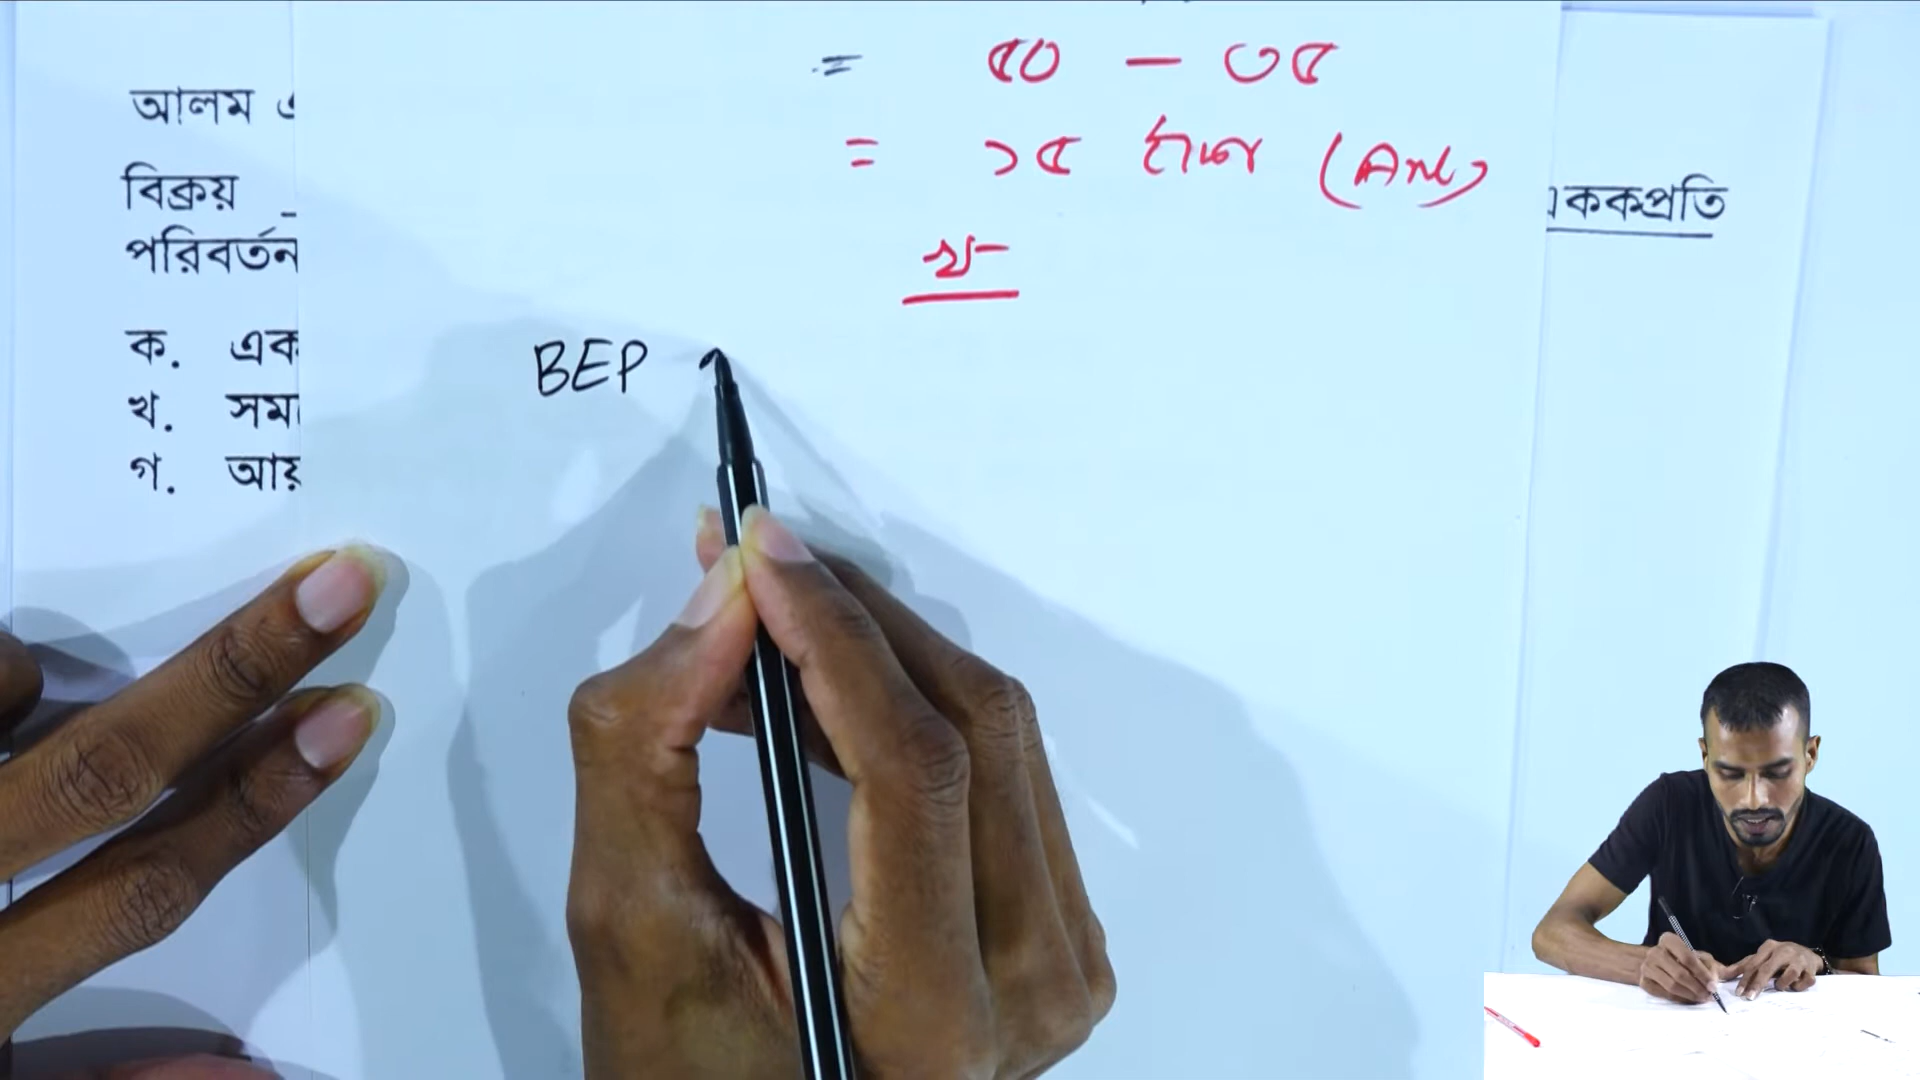 = ৫০ — ৩৫
= ১৫ টাকা (Ans)
খ
BEP
আলম এ
বিক্রয়
এককপ্রতি
পরিবর্তন
ক. এক
খ. সম
গ. আয়